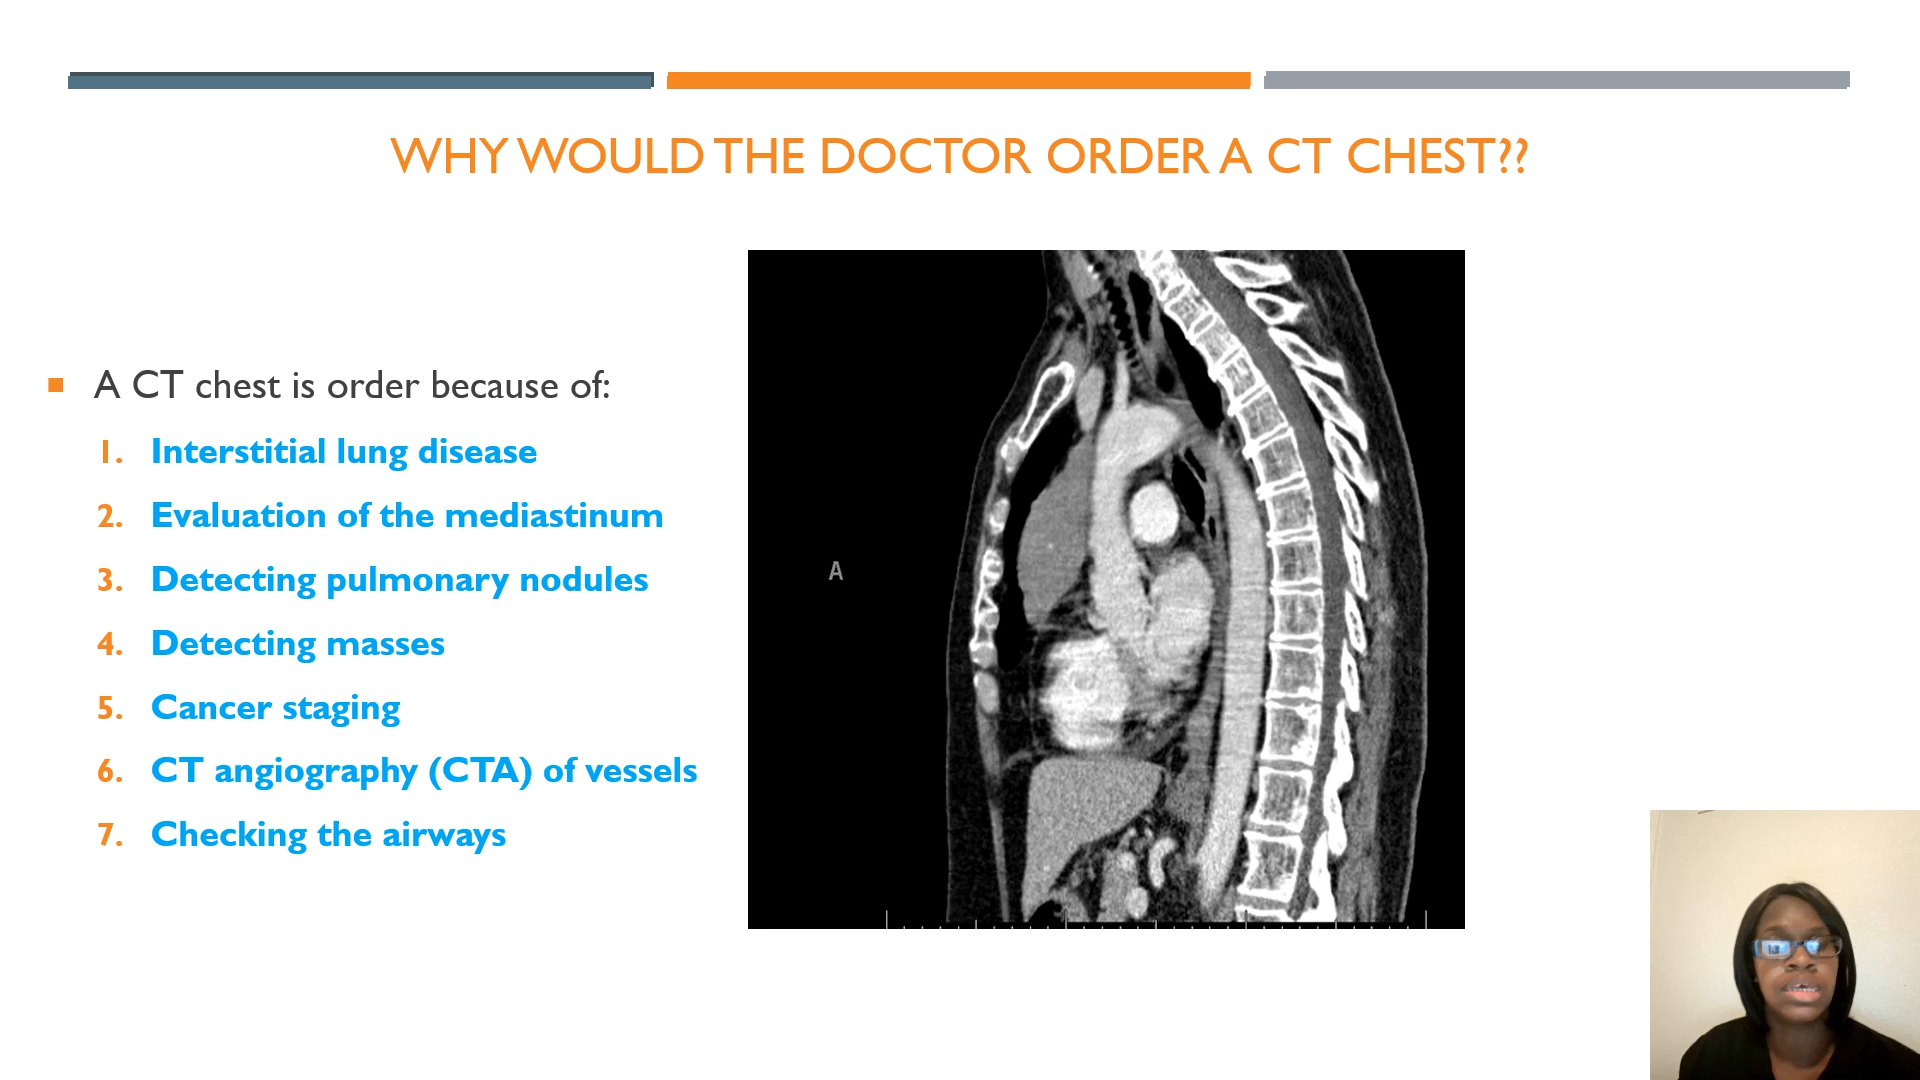 WHY WOULD THE DOCTOR ORDER A CT CHEST??
A CT chest is order because of:
1. Interstitial lung disease
2. Evaluation of the mediastinum
3. Detecting pulmonary nodules
4. Detecting masses
5. Cancer staging
6. CT angiography (CTA) of vessels
7. Checking the airways
A